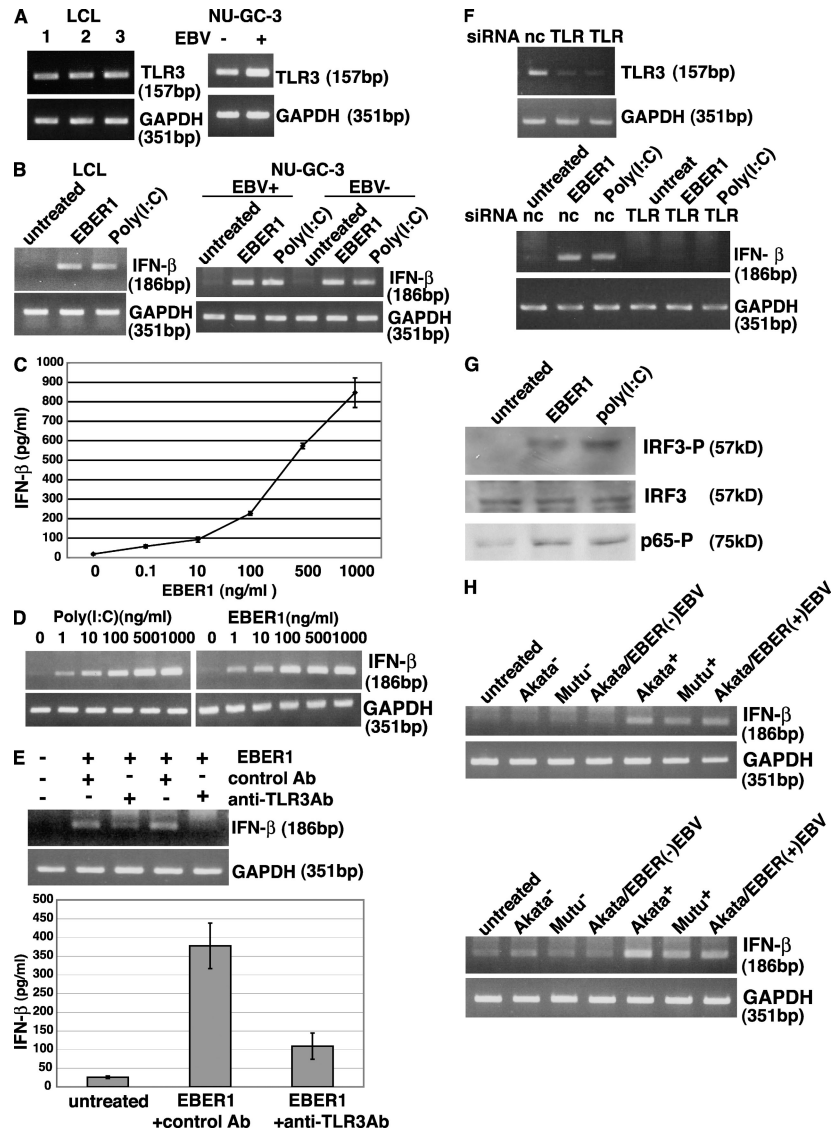 A
LCL
1 2 3
TLR3
(157bp)
GAPDH
(351bp)
NU-GC-3
EBV - +
TLR3 (157bp)
GAPDH (351bp)
B
LCL
untreated
EBER1
Poly(I:C)
IFN-β
(186bp)
GAPDH
(351bp)
NU-GC-3
EBV+ EBV-
untreated
EBER1
Poly(I:C)
untreated
EBER1
Poly(I:C)
IFN-β
(186bp)
GAPDH
(351bp)
C
IFN-β (pg/ml)
1000
900
800
700
600
500
400
300
200
100
0
0 0.1 10 100 500 1000
EBER1 (ng/ml )
D
Poly(I:C)(ng/ml) EBER1(ng/ml)
0 1 10 100 5001000 0 1 10 100 5001000
IFN-β
(186bp)
GAPDH
(351bp)
E
- + + + + EBER1
- + - + - control Ab
- - + - + anti-TLR3Ab
IFN-β (186bp)
GAPDH (351bp)
IFN-β (pg/ml)
500
450
400
350
300
250
200
150
100
50
0
untreated
EBER1
+control Ab
EBER1
+anti-TLR3Ab
F
siRNA nc TLR TLR
TLR3 (157bp)
GAPDH (351bp)
untreated
EBER1
Poly(I:C)
untreat
EBER1
Poly(I:C)
siRNA nc nc nc TLR TLR TLR
IFN- β
(186bp)
GAPDH
(351bp)
G
untreated
EBER1
poly(I:C)
IRF3-P (57kD)
IRF3 (57kD)
p65-P (75kD)
H
untreated
Akata-
Mutu-
Akata/EBER(-)EBV
Akata+
Mutu+
Akata/EBER(+)EBV
IFN-β
(186bp)
GAPDH
(351bp)
untreated
Akata-
Mutu-
Akata/EBER(-)EBV
Akata+
Mutu+
Akata/EBER(+)EBV
IFN-β
(186bp)
GAPDH
(351bp)